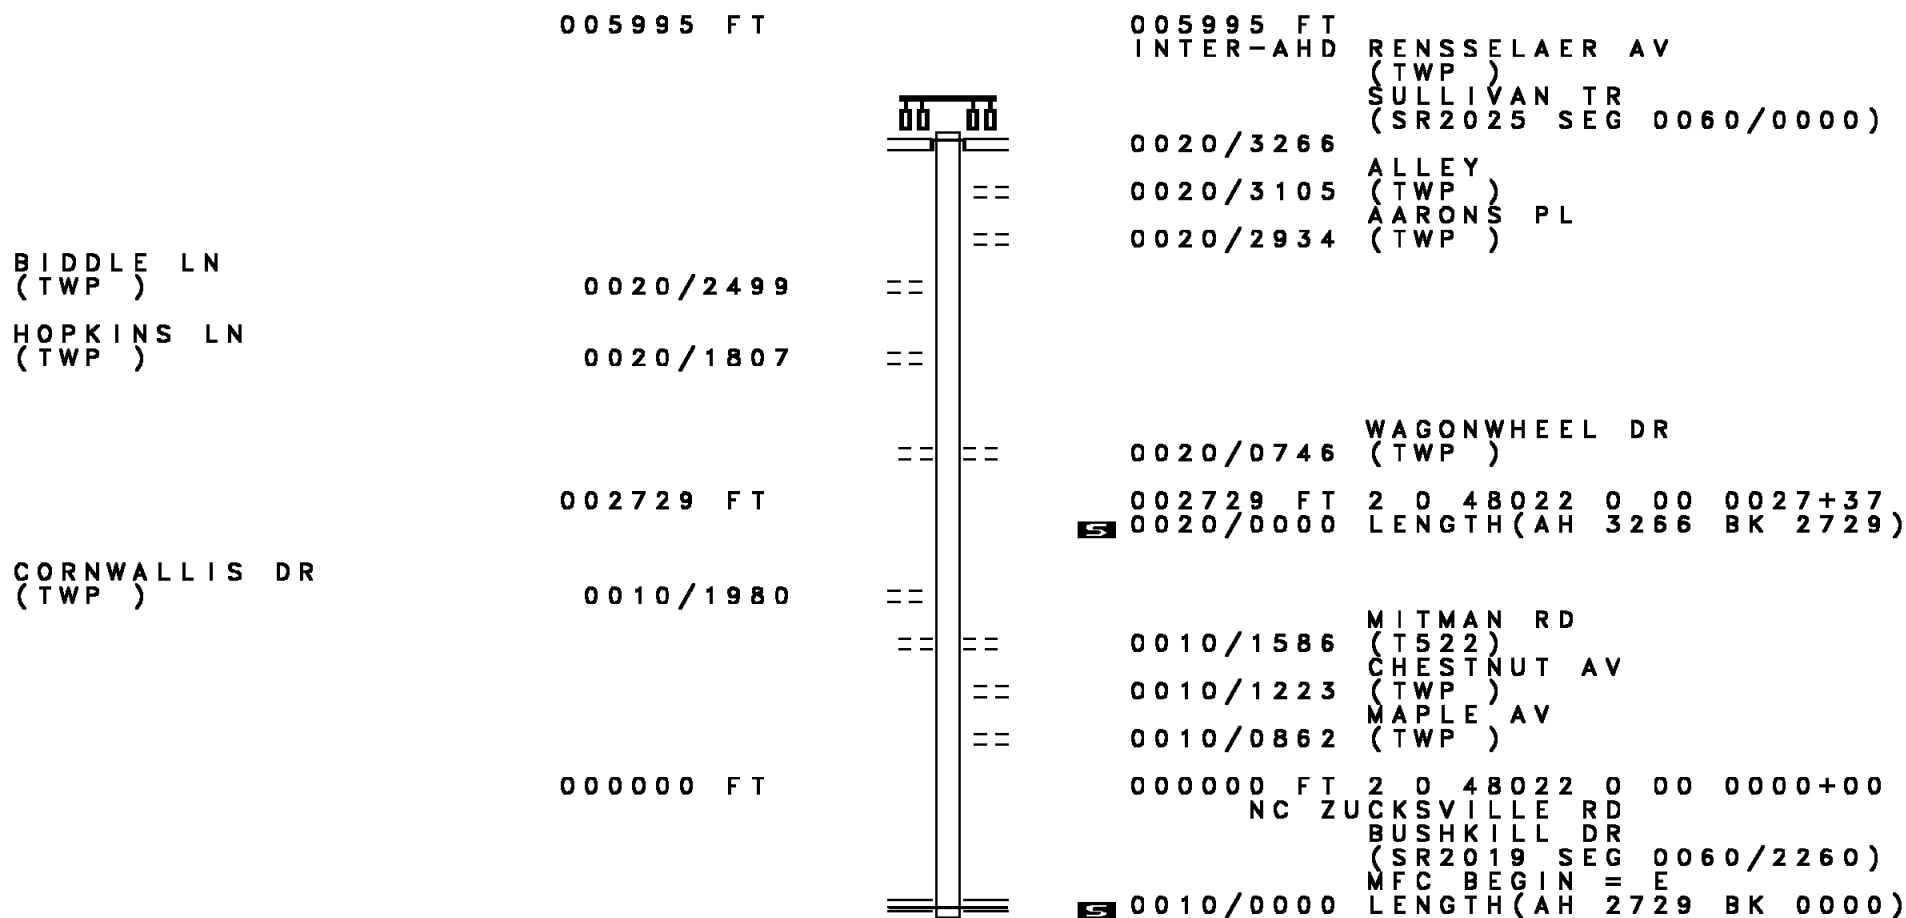 005995 FT 005995 FT
INTER-AHD RENSSELAER AV
(TWP )
SULLIVAN TR
(SR2025 SEG 0060/0000)
0020/3266
ALLEY
0020/3105 (TWP )
AARONS PL
0020/2934 (TWP )
BIDDLE LN
(TWP ) 0020/2499
HOPKINS LN
(TWP ) 0020/1807
WAGONWHEEL DR
0020/0746 (TWP )
002729 FT 002729 FT 2 0 48022 0 00 0027+37
S 0020/0000 LENGTH(AH 3266 BK 2729)
CORNWALLIS DR
(TWP ) 0010/1980
MITMAN RD
0010/1586 (T522)
CHESTNUT AV
0010/1223 (TWP )
MAPLE AV
0010/0862 (TWP )
000000 FT 000000 FT 2 0 48022 0 00 0000+00
NC ZUCKSVILLE RD
BUSHKILL DR
(SR2019 SEG 0060/2260)
MFC BEGIN = E
S 0010/0000 LENGTH(AH 2729 BK 0000)